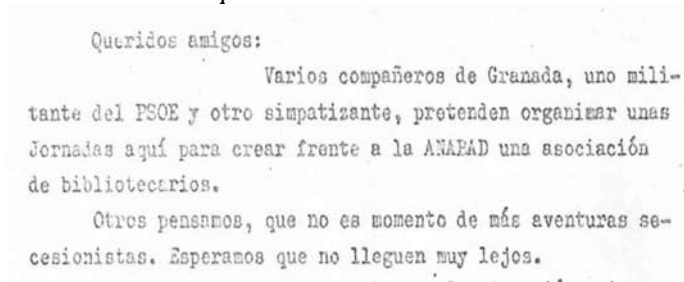 Queridos amigos:
Varios compañeros de Granada, uno mili-
tante del PSOE y otro simpatizante, pretenden organizar unas
Jornadas aquí para crear frente a la ANAPAD una asociación
de bibliotecarios.
Otros pensamos, que no es momento de más aventuras se-
cesionistas. Esperamos que no lleguen muy lejos.